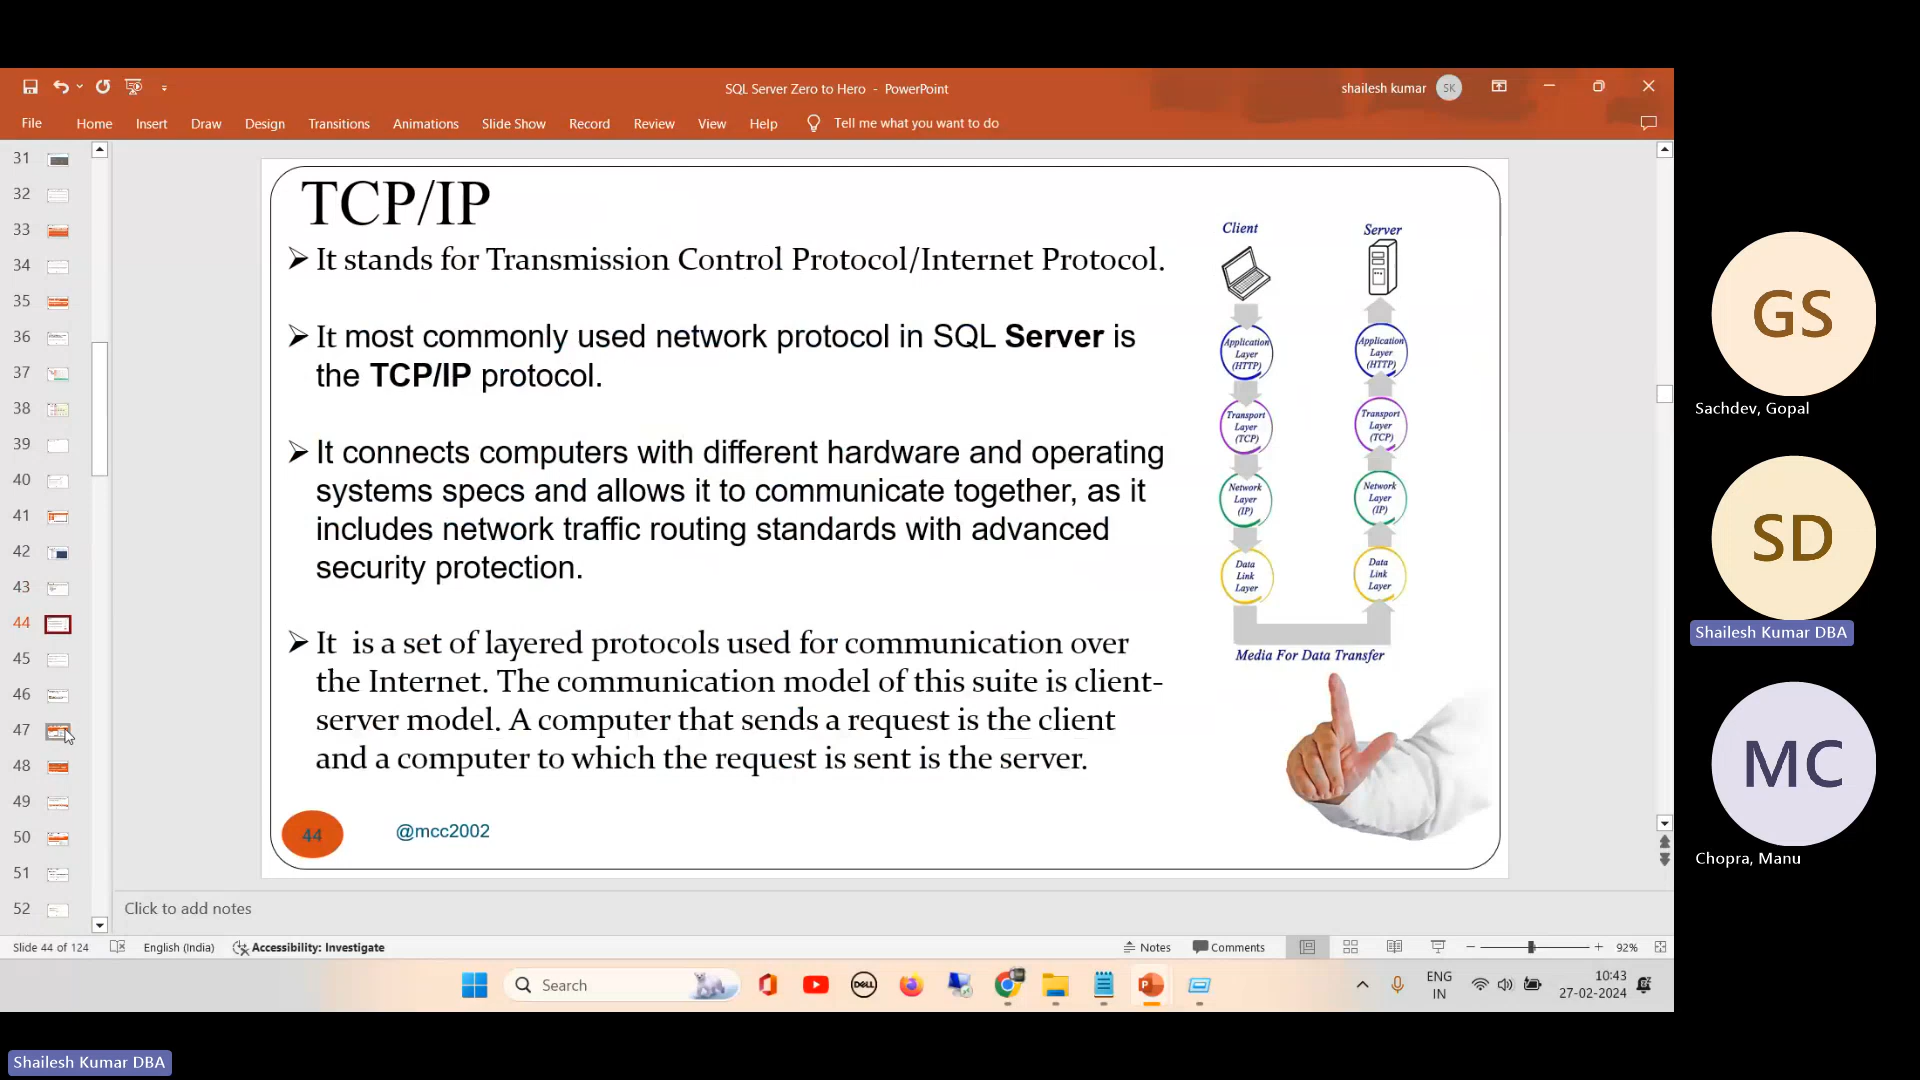 SQL Server Zero to Hero - PowerPoint
shailesh kumar
SK
File
Home
Insert
Draw
Design
Transitions
Animations
Slide Show
Record
Review
View
Help
Tell me what you want to do
31
32
33
34
35
36
37
38
39
40
41
42
43
44
45
46
47
48
49
50
51
52
TCP/IP
It stands for Transmission Control Protocol/Internet Protocol.
It most commonly used network protocol in SQL Server is
the TCP/IP protocol.
It connects computers with different hardware and operating
systems specs and allows it to communicate together, as it
includes network traffic routing standards with advanced
security protection.
It is a set of layered protocols used for communication over
the Internet. The communication model of this suite is client-
server model. A computer that sends a request is the client
and a computer to which the request is sent is the server.
44
@mcc2002
Client
Server
Application
Layer
(HTTP)
Application
Layer
(HTTP)
Transport
Layer
(TCP)
Transport
Layer
(TCP)
Network
Layer
(IP)
Network
Layer
(IP)
Data
Link
Layer
Data
Link
Layer
Media For Data Transfer
Click to add notes
Slide 44 of 124
English (India)
Accessibility: Investigate
Notes
Comments
92%
Search
DELL
ENG
IN
10:43
27-02-2024
GS
Sachdev, Gopal
SD
Shailesh Kumar DBA
MC
Chopra, Manu
Shailesh Kumar DBA